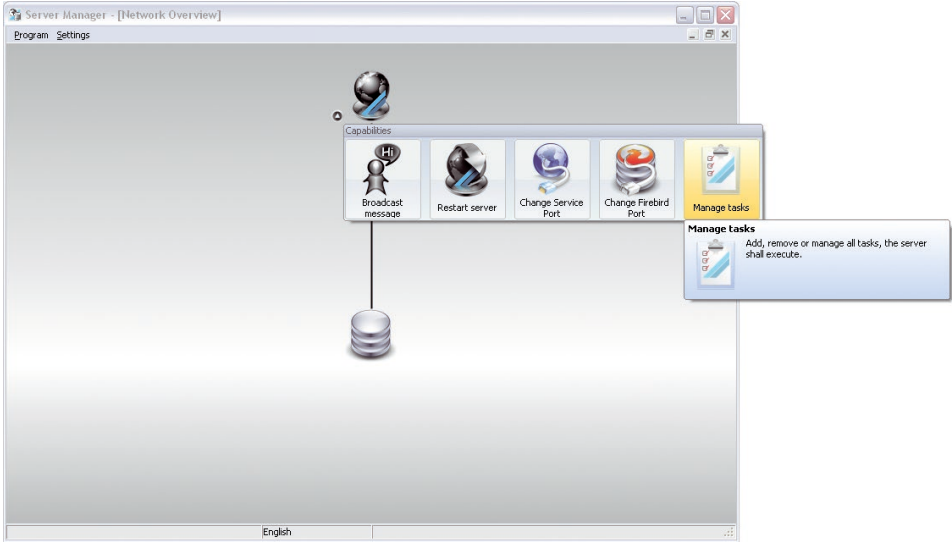 Server Manager - [Network Overview]
Program Settings
Capabilities
Hi
Broadcast
message
Restart server
Change Service
Port
Change Firebird
Port
Manage tasks
Manage tasks
Add, remove or manage all tasks, the server
shall execute.
English